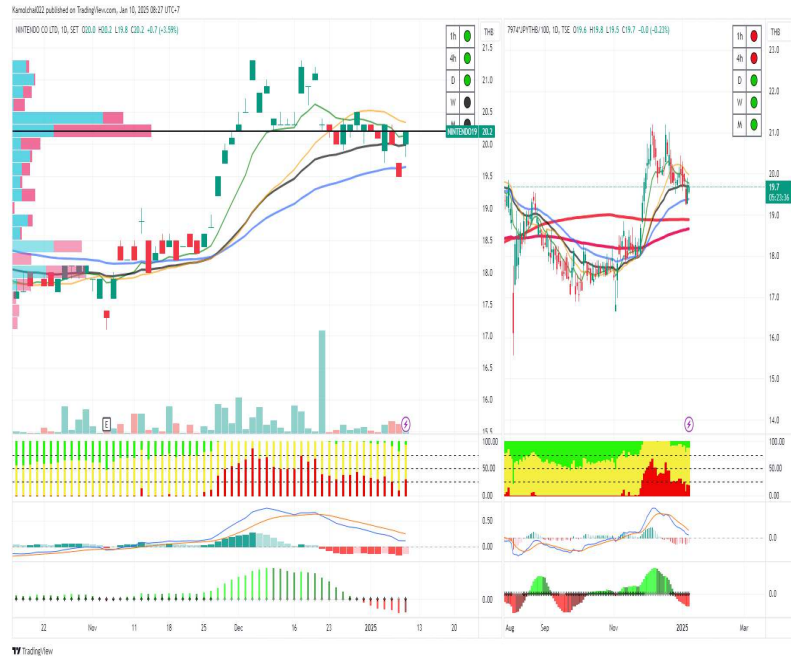 Kamolchai022 published on TradingView.com, Jan 10, 2025 08:27 UTC+7
NINTENDO CO LTD, 1D, SET O20.0 H20.2 L19.8 C20.2 +0.7 (+3.59%)
THB
1h
4h
D
W
M
21.5
21.0
20.5
NINTENDO19 20.2
20.0
19.5
19.0
18.5
18.0
17.5
17.0
16.5
16.0
15.5
E
100.00
50.00
0.00
0.50
0.00
0.00
22
Nov
11
18
25
Dec
16
23
2025
13
20
7974*JPYTHB/100, 1D, TSE O19.6 H19.8 L19.5 C19.7 -0.0 (-0.23%)
THB
1h
4h
D
W
M
23.0
22.0
21.0
20.0
19.7
05:23:36
19.0
18.0
17.0
16.0
15.0
14.0
100.00
50.00
0.00
0.0
0.0
Aug
Sep
Nov
2025
Mar
TradingView